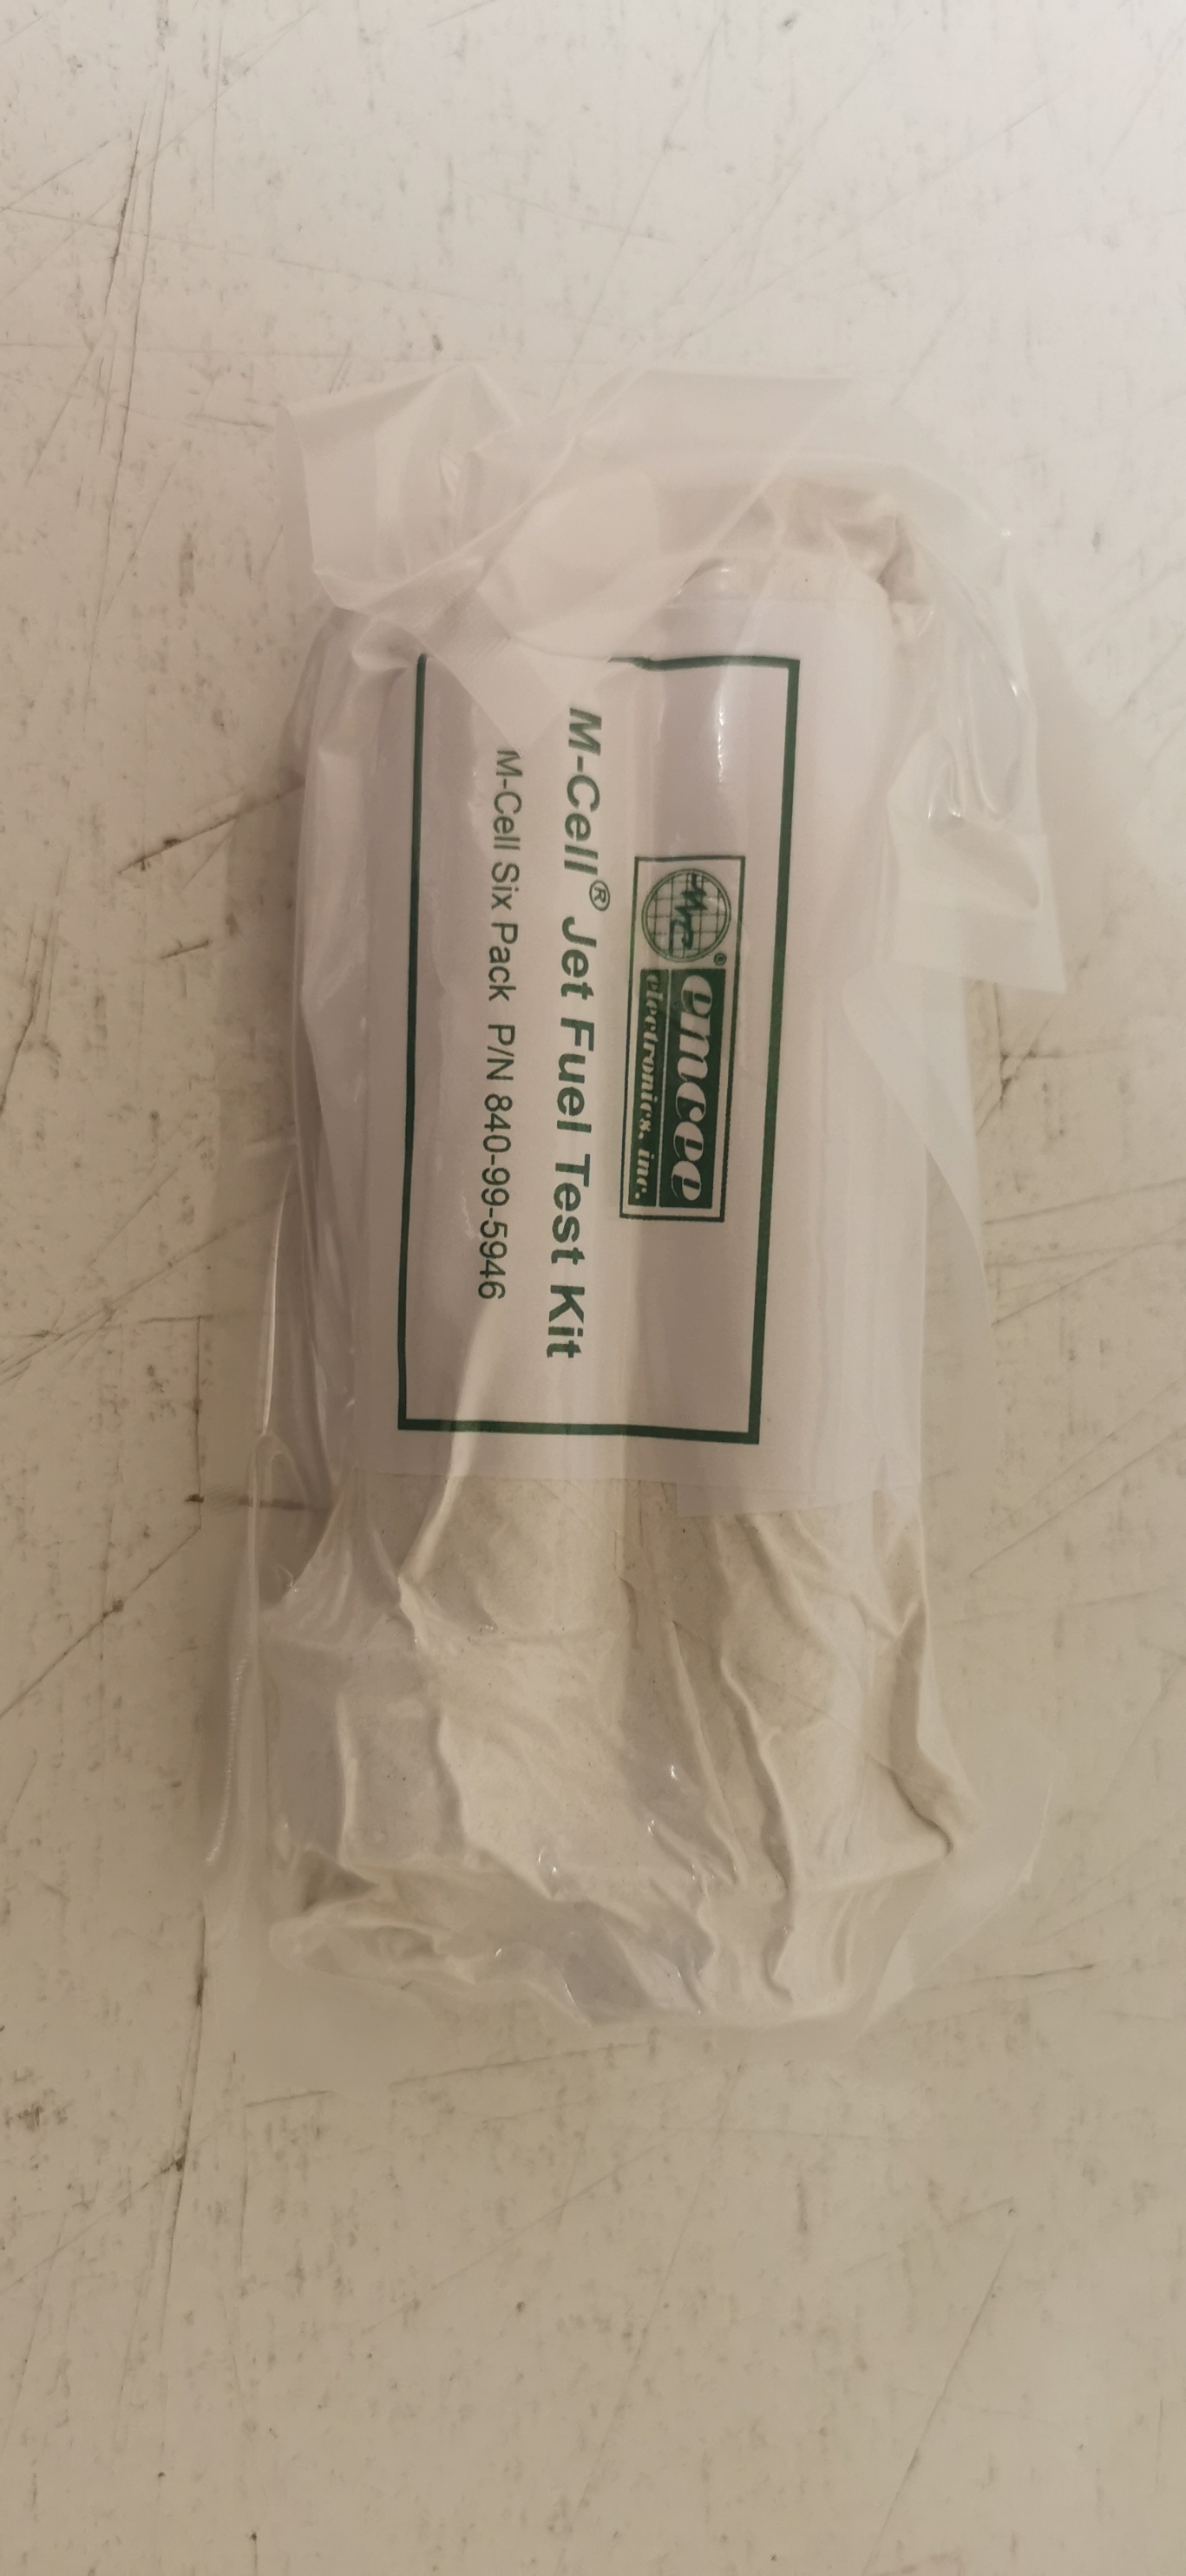 emcee
electronics, inc.
M-Cell® Jet Fuel Test Kit
M-Cell Six Pack P/N 840-99-5946